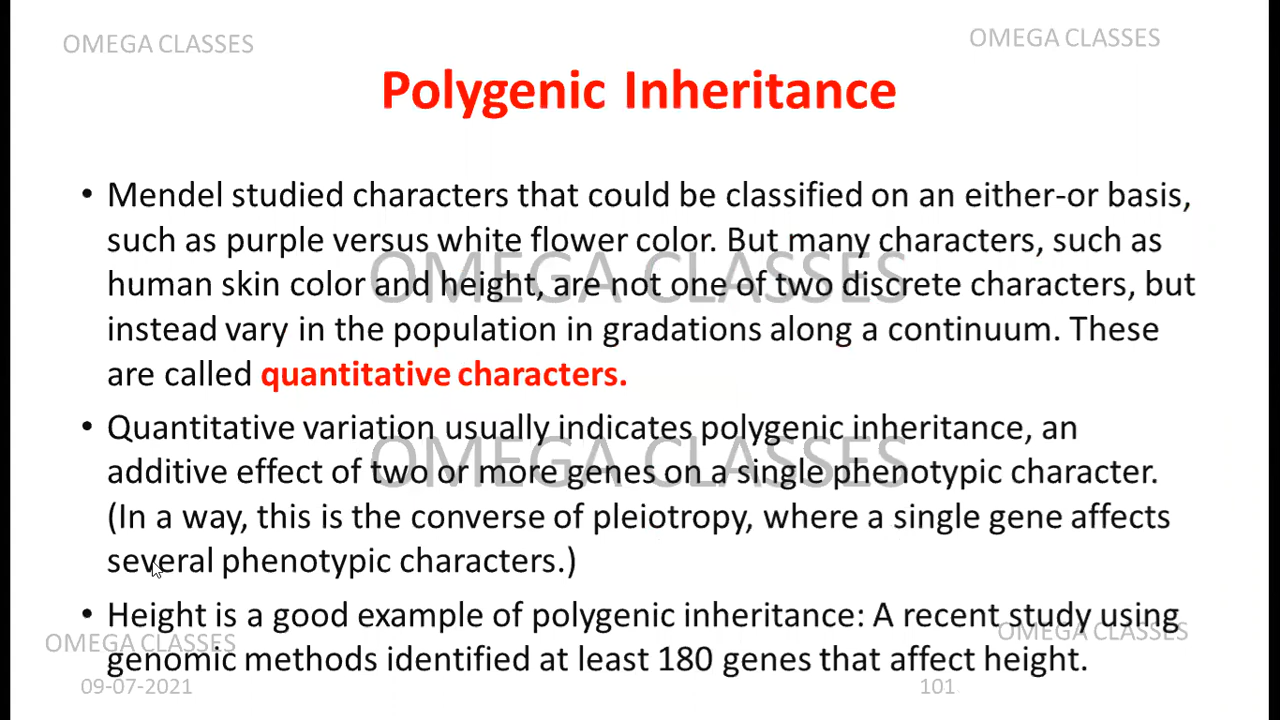 OMEGA CLASSES
OMEGA CLASSES
Polygenic Inheritance
• Mendel studied characters that could be classified on an either-or basis,
such as purple versus white flower color. But many characters, such as
OMEGA CLASSES
human skin color and height, are not one of two discrete characters, but
instead vary in the population in gradations along a continuum. These
are called quantitative characters.
• Quantitative variation usually indicates polygenic inheritance, an
OMEGA CLASSES
additive effect of two or more genes on a single phenotypic character.
(In a way, this is the converse of pleiotropy, where a single gene affects
several phenotypic characters.)
• Height is a good example of polygenic inheritance: A recent study using
OMEGA CLASSES
OMEGA CLASSES
genomic methods identified at least 180 genes that affect height.
09-07-2021
101